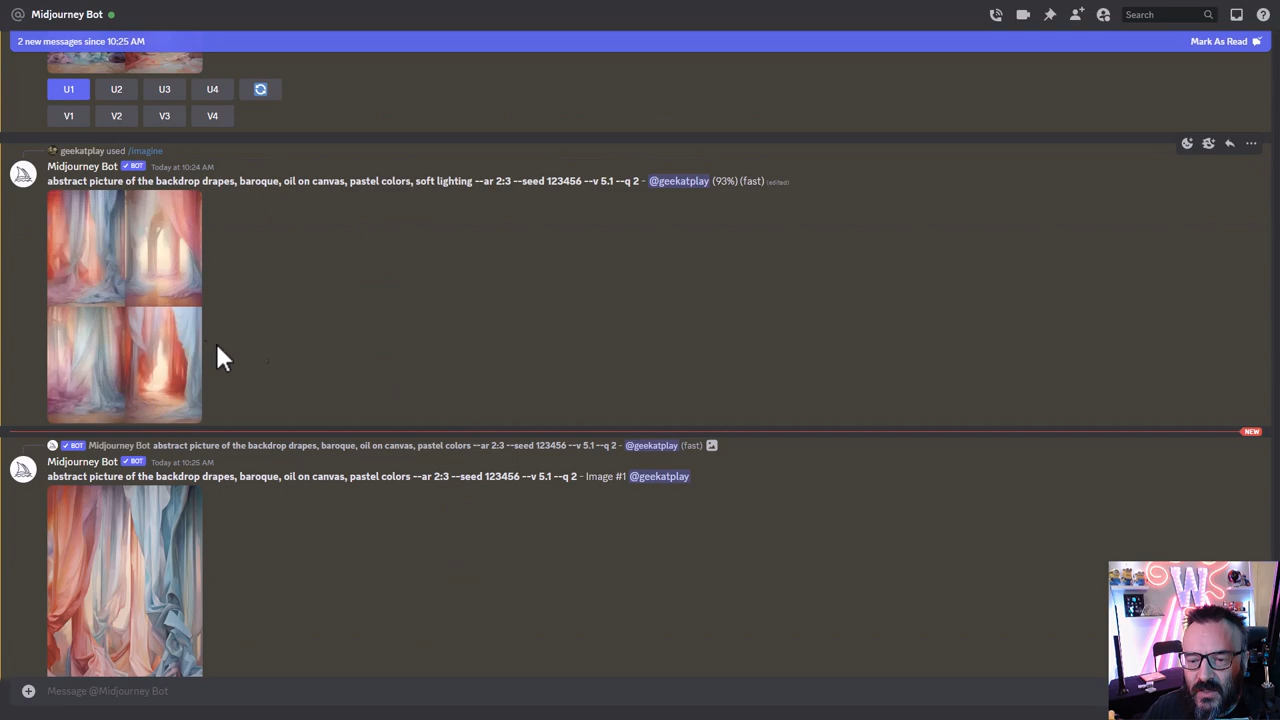 Midjourney Bot
Search
2 new messages since 10:25 AM
Mark As Read
U1 U2 U3 U4
V1 V2 V3 V4
geekatplay used /imagine
Midjourney Bot BOT Today at 10:24 AM
abstract picture of the backdrop drapes, baroque, oil on canvas, pastel colors, soft lighting --ar 2:3 --seed 123456 --v 5.1 --q 2 - @geekatplay (93%) (fast) (edited)
NEW
BOT Midjourney Bot abstract picture of the backdrop drapes, baroque, oil on canvas, pastel colors --ar 2:3 --seed 123456 --v 5.1 --q 2 - @geekatplay (fast)
Midjourney Bot BOT Today at 10:25 AM
abstract picture of the backdrop drapes, baroque, oil on canvas, pastel colors --ar 2:3 --seed 123456 --v 5.1 --q 2 - Image #1 @geekatplay
Message @Midjourney Bot
W